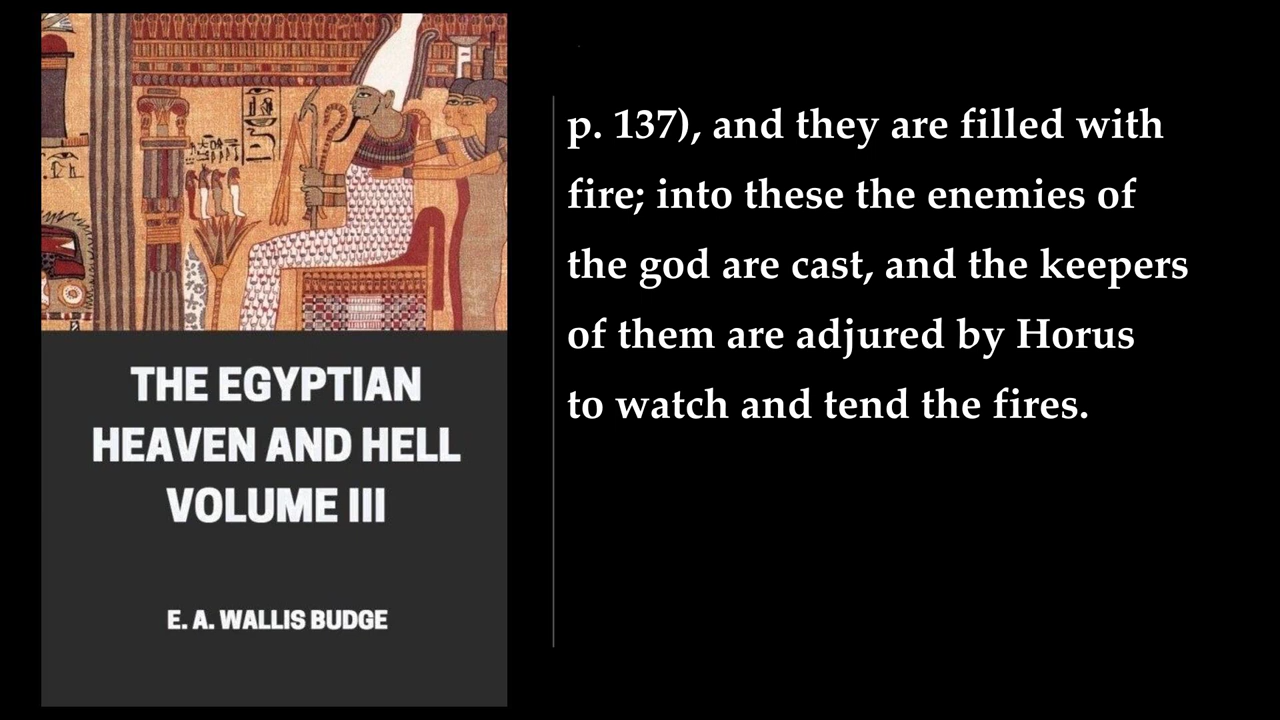 THE EGYPTIAN
HEAVEN AND HELL
VOLUME III
E. A. WALLIS BUDGE
p. 137), and they are filled with
fire; into these the enemies of
the god are cast, and the keepers
of them are adjured by Horus
to watch and tend the fires.